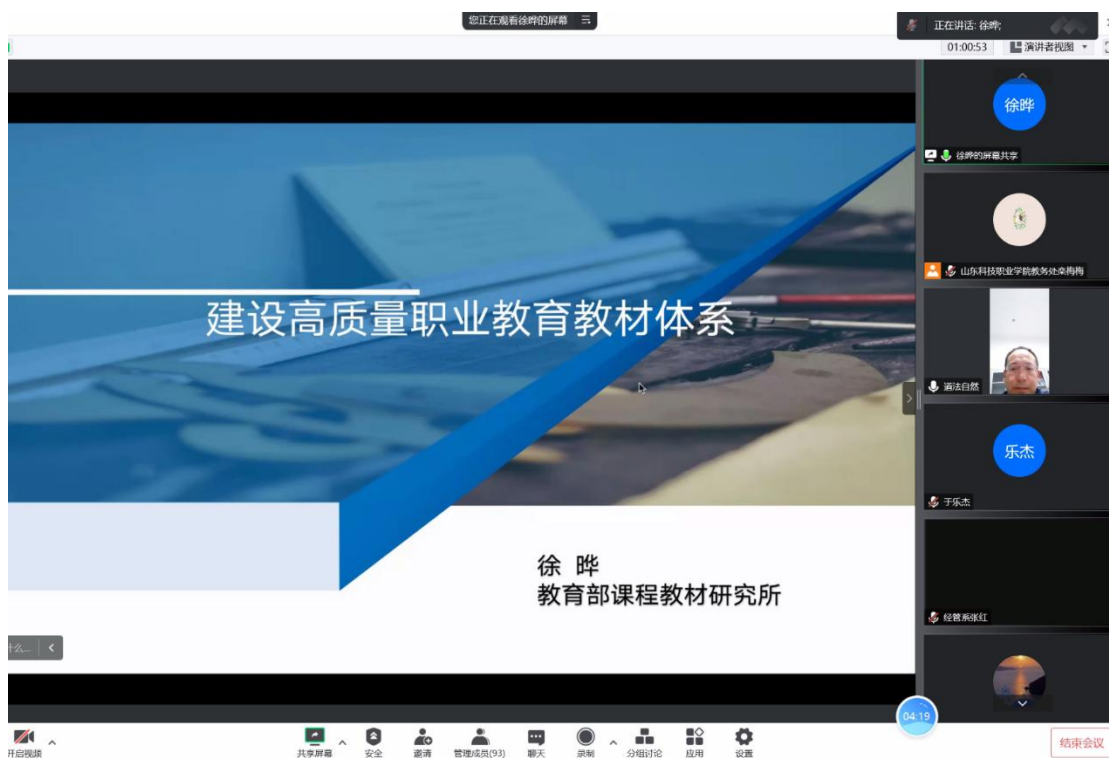 您正在观看徐晔的屏幕
正在讲话: 徐晔;
01:00:53
演讲者视图
徐晔
徐晔的屏幕共享
山东科技职业学院教务处栾梅梅
道法自然
乐杰
于乐杰
经管系张红
建设高质量职业教育教材体系
徐 晔
教育部课程教材研究所
什么...
04:19
开启视频
共享屏幕
安全
邀请
管理成员(93)
聊天
录制
分组讨论
应用
设置
结束会议